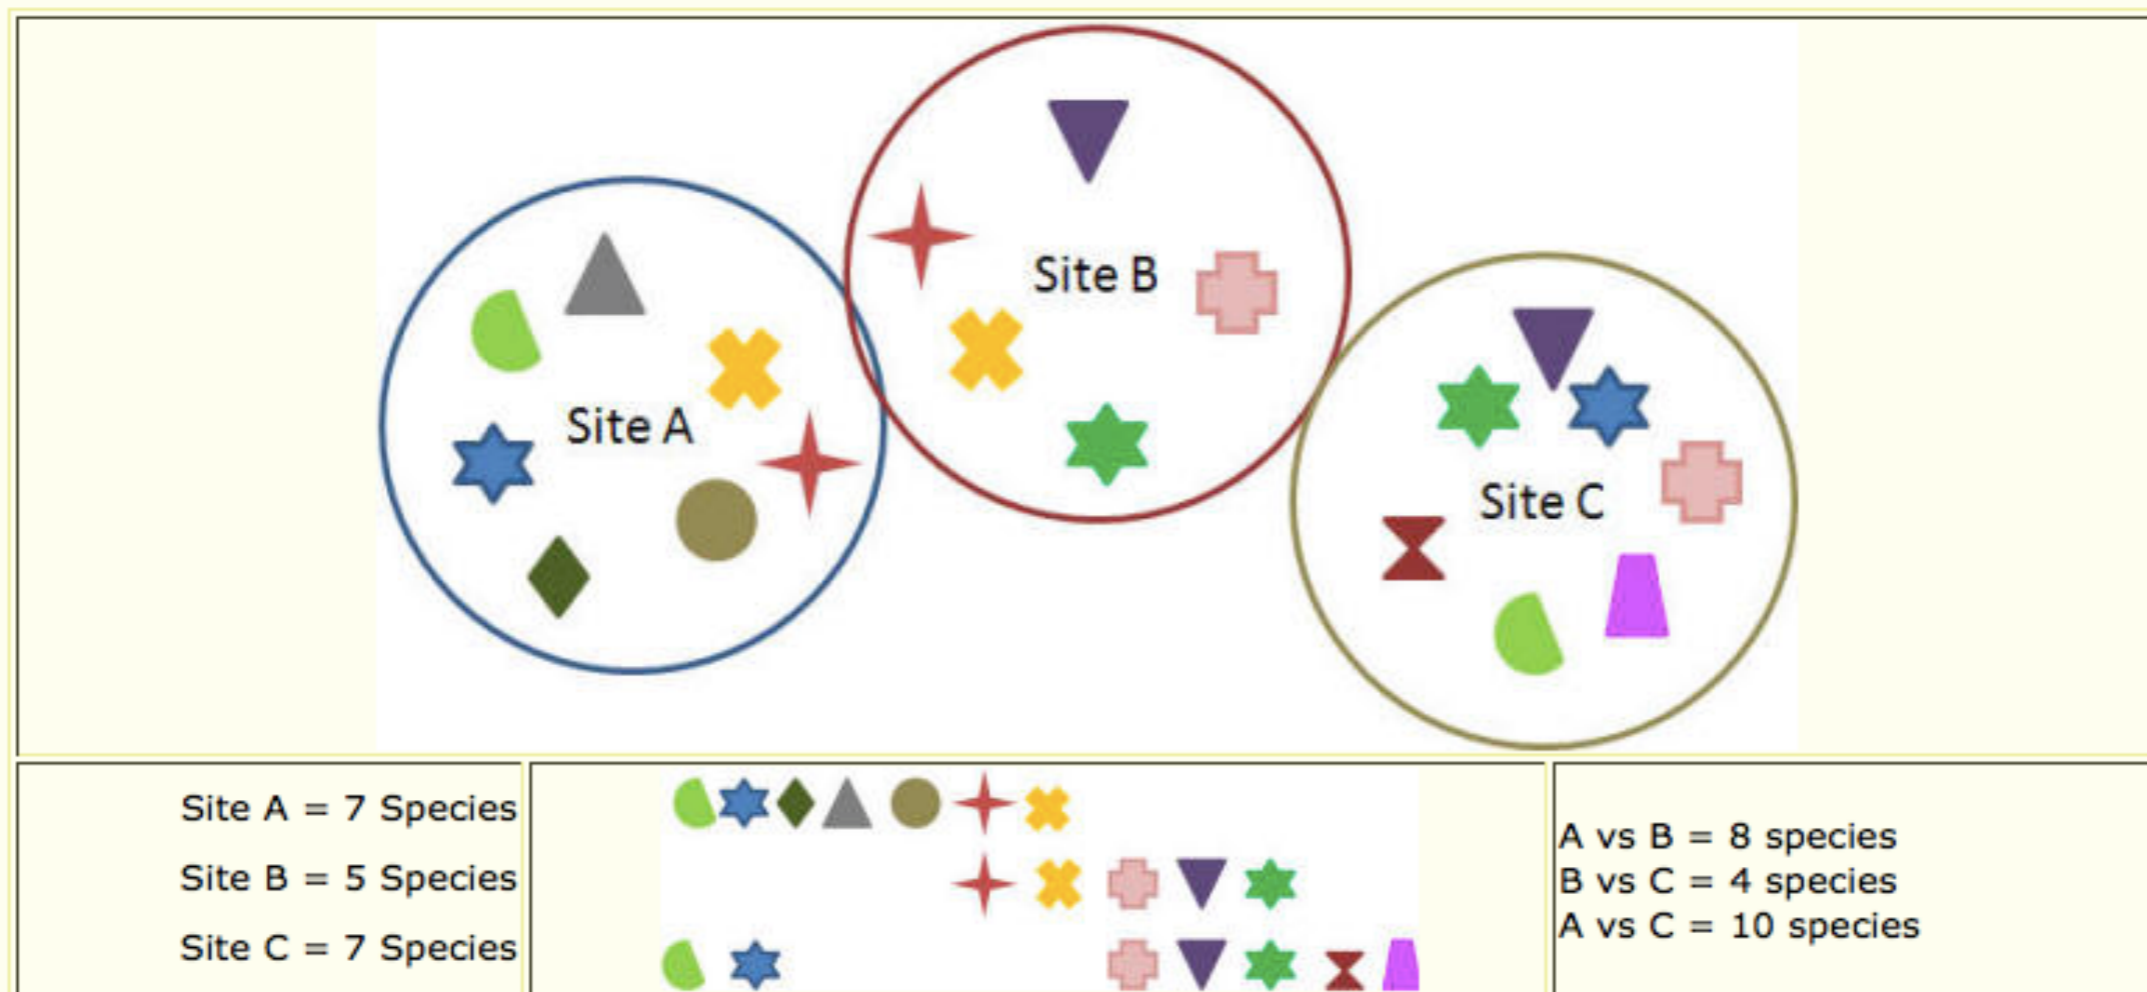 Site B
Site A
Site C
Site A = 7 Species
Site B = 5 Species
Site C = 7 Species
A vs B = 8 species
B vs C = 4 species
A vs C = 10 species